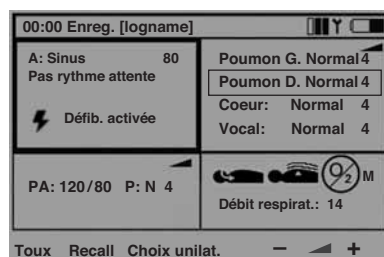 00:00 Enreg. [logname]
A: Sinus 80
Pas rythme attente
Défib. activée
Poumon G. Normal 4
Poumon D. Normal 4
Coeur: Normal 4
Vocal: Normal 4
PA: 120/80 P: N 4
O2 M
Débit respirat.: 14
Toux Recall Choix unilat. − +